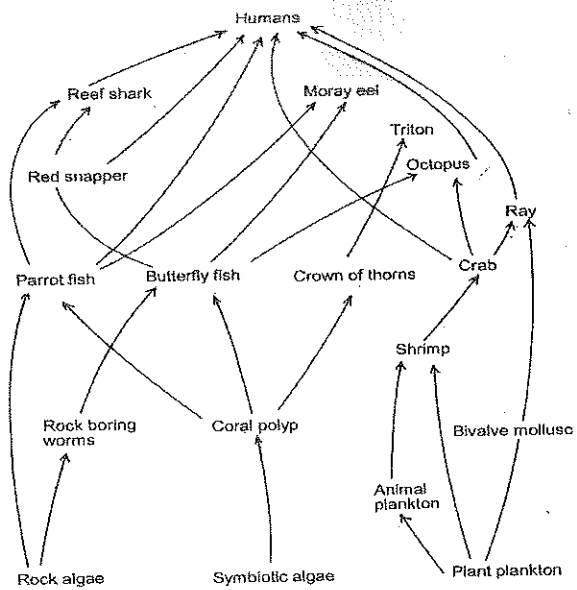 Humans
Reef shark
Moray eel
Triton
Octopus
Red snapper
Ray
Parrot fish
Butterfly fish
Crown of thorns
Crab
Shrimp
Rock boring
worms
Coral polyp
Bivalve mollusc
Animal
plankton
Rock algae
Symbiotic algae
Plant plankton